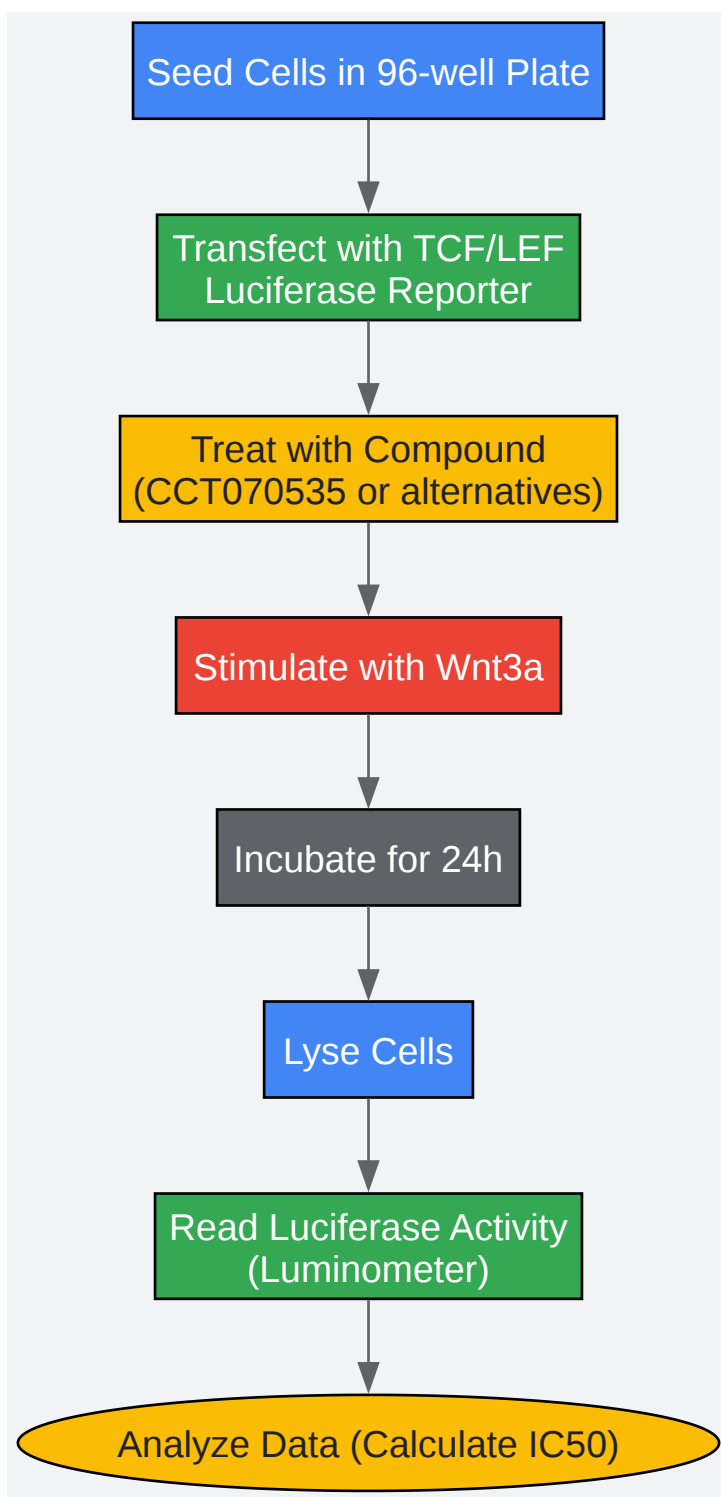 Seed Cells in 96-well Plate
Transfect with TCF/LEF
Luciferase Reporter
Treat with Compound
(CCT070535 or alternatives)
Stimulate with Wnt3a
Incubate for 24h
Lyse Cells
Read Luciferase Activity
(Luminometer)
Analyze Data (Calculate IC50)